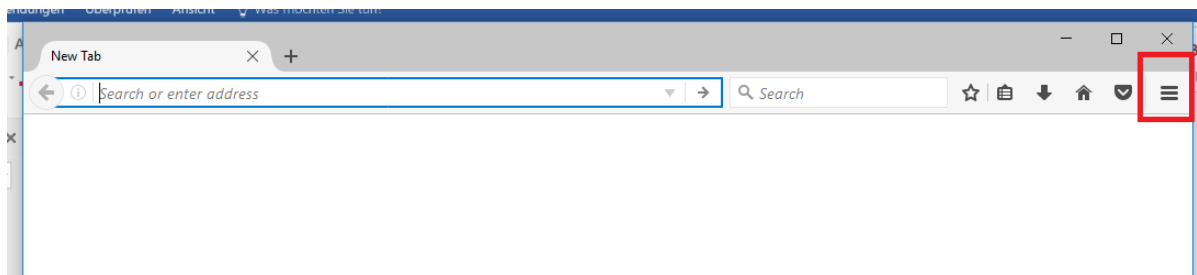 Überprüfen Ansicht Was möchten Sie tun?
New Tab
Search or enter address
Search